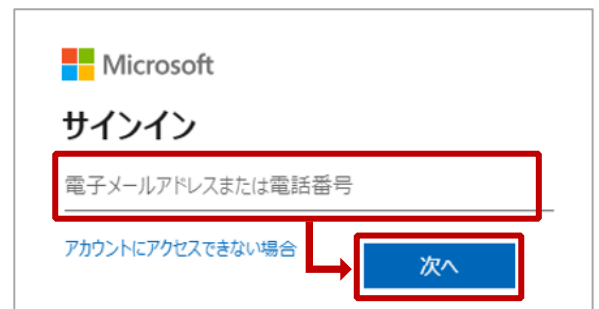 Microsoft
サインイン
電子メールアドレスまたは電話番号
アカウントにアクセスできない場合
次へ